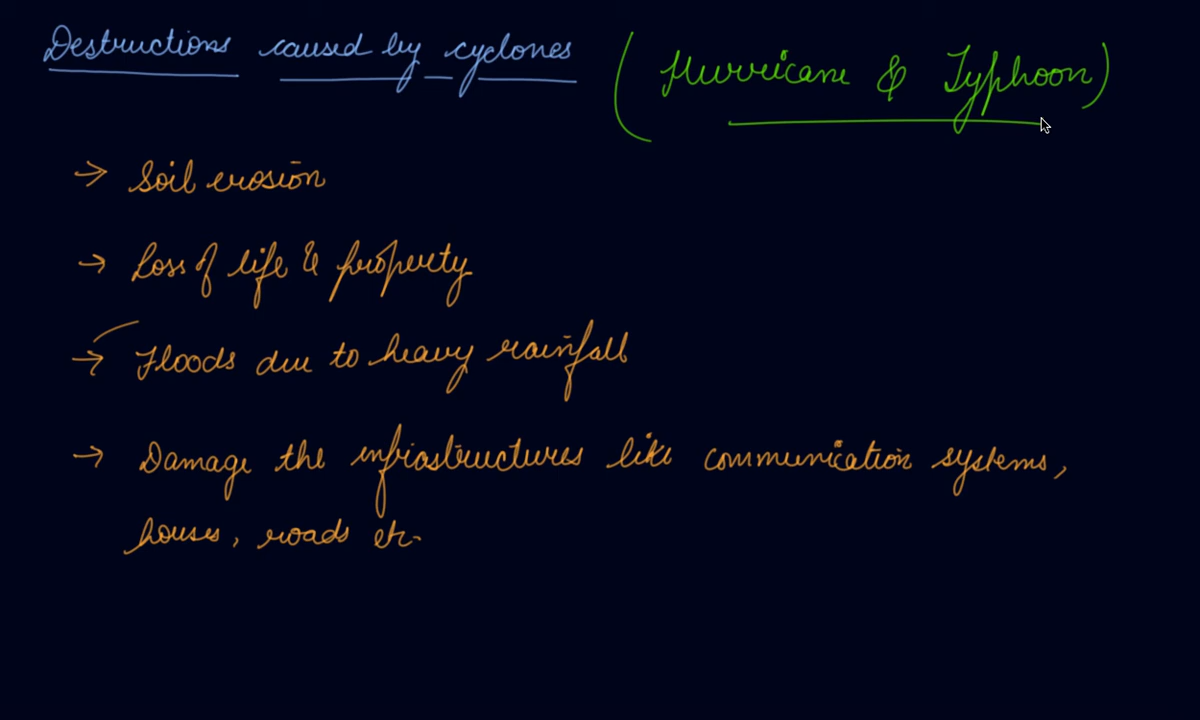 Destructions caused by cyclones (Hurricane & Typhoon)
→ Soil erosion
→ Loss of life & property
→ Floods due to heavy rainfall
→ Damage the infrastructures like communication systems,
houses, roads etc.